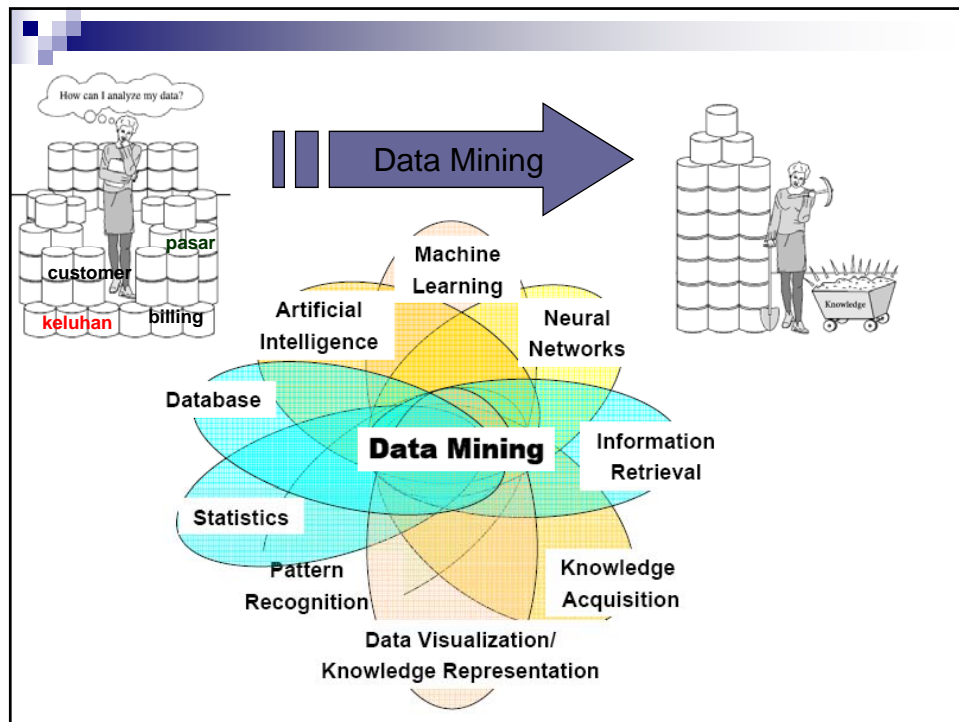 How can I analyze my data?
pasar
customer
keluhan
billing
Data Mining
Knowledge
Machine
Learning
Artificial
Intelligence
Neural
Networks
Database
Data Mining
Information
Retrieval
Statistics
Pattern
Recognition
Knowledge
Acquisition
Data Visualization/
Knowledge Representation